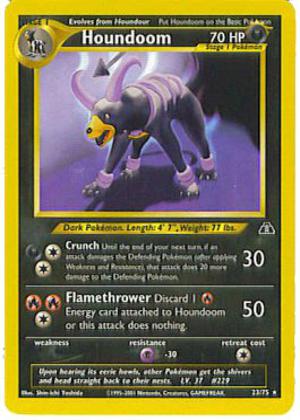 Evolves from Houndour Put Houndoom on the Basic Pokémon
Houndoom 70 HP
Stage 1 Pokémon
Dark Pokémon. Length: 4' 7", Weight: 77 lbs.
Crunch Until the end of your next turn, if an
attack damages the Defending Pokémon (after applying
Weakness and Resistance), that attack does 20 more
damage to the Defending Pokémon.
30
Flamethrower Discard 1
Energy card attached to Houndoom
or this attack does nothing.
50
weakness resistance retreat cost
-30
Upon hearing its eerie howls, other Pokémon get the shivers
and head straight back to their nests. LV. 37 #229
Illus. Shin-ichi Yoshida ©1995-2001 Nintendo, Creatures, GAMEFREAK. 23/75